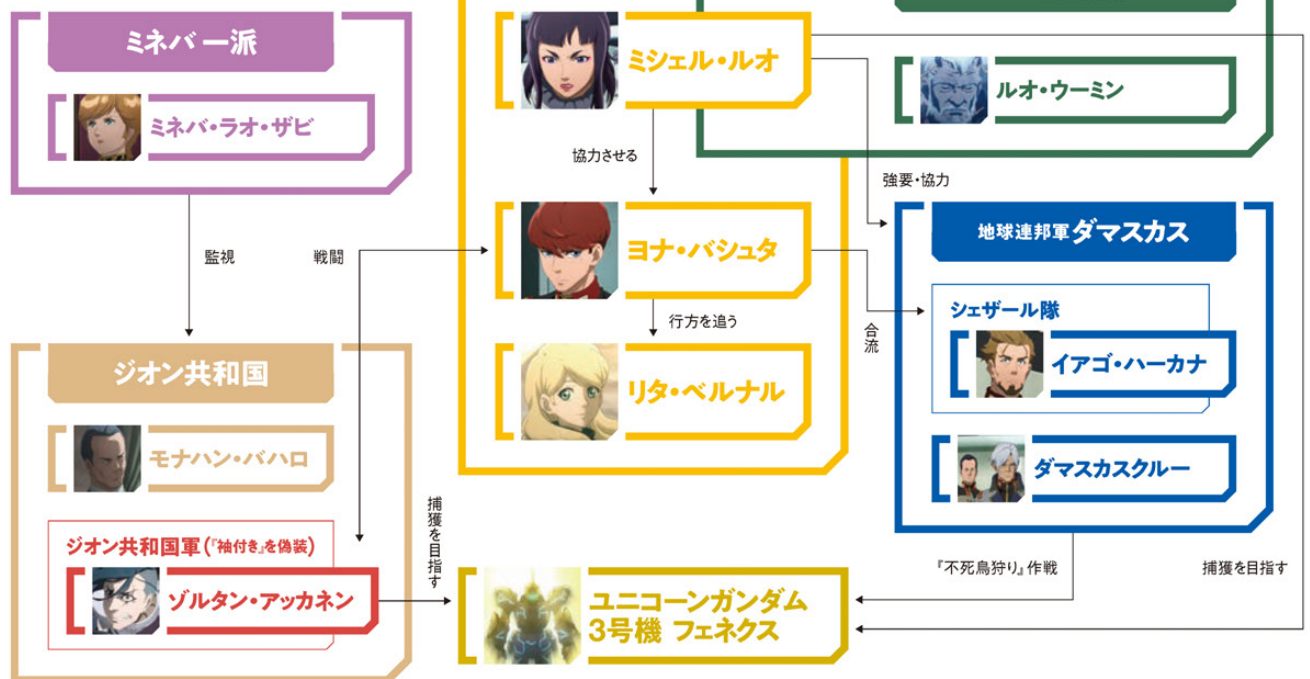 ミネバ一派
ミネバ・ラオ・ザビ
監視
戦闘
ジオン共和国
モナハン・バハロ
ジオン共和国軍(『袖付き』を偽装)
ゾルタン・アッカネン
捕獲を目指す
ミシェル・ルオ
協力させる
ヨナ・バシュタ
行方を追う
リタ・ベルナル
合流
ルオ・ウーミン
強要・協力
地球連邦軍ダマスカス
シェザール隊
イアゴ・ハーカナ
ダマスカスクルー
『不死鳥狩り』作戦
捕獲を目指す
ユニコーンガンダム
3号機 フェネクス